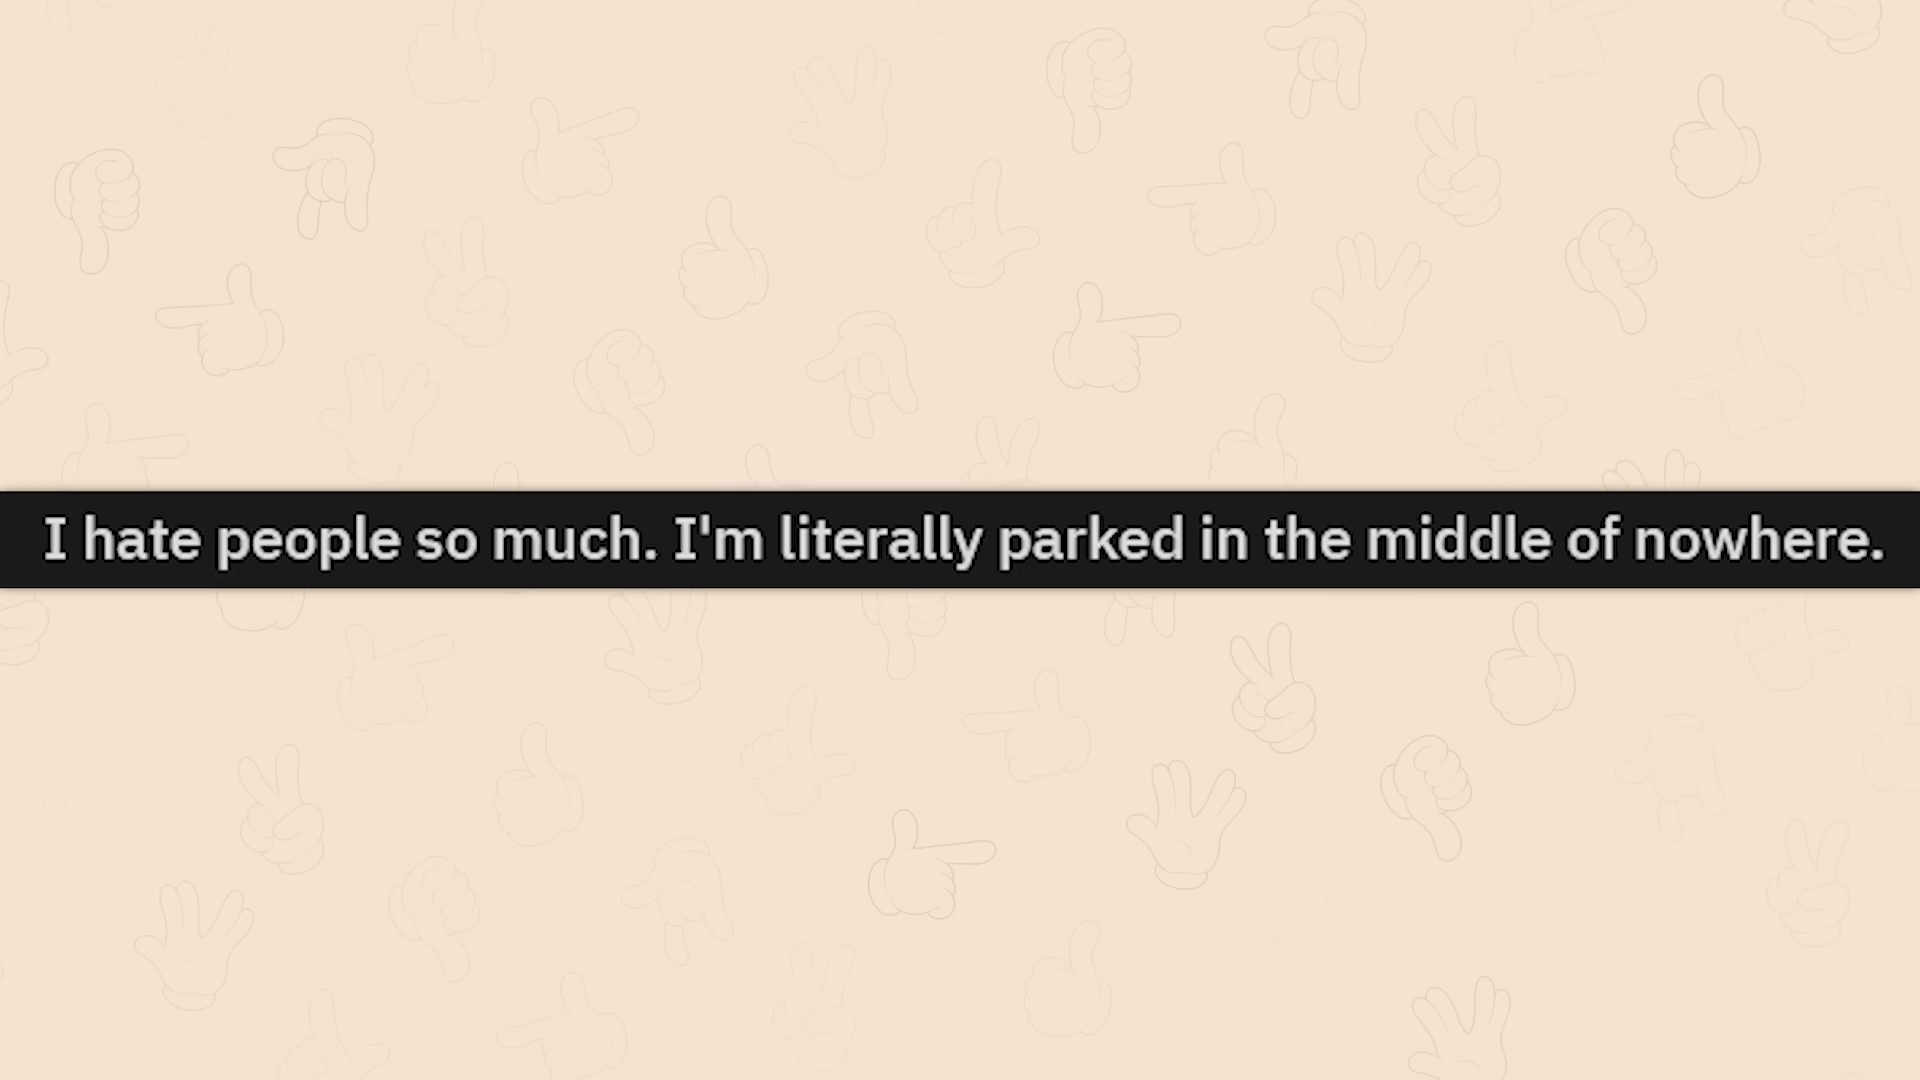 I hate people so much. I'm literally parked in the middle of nowhere.